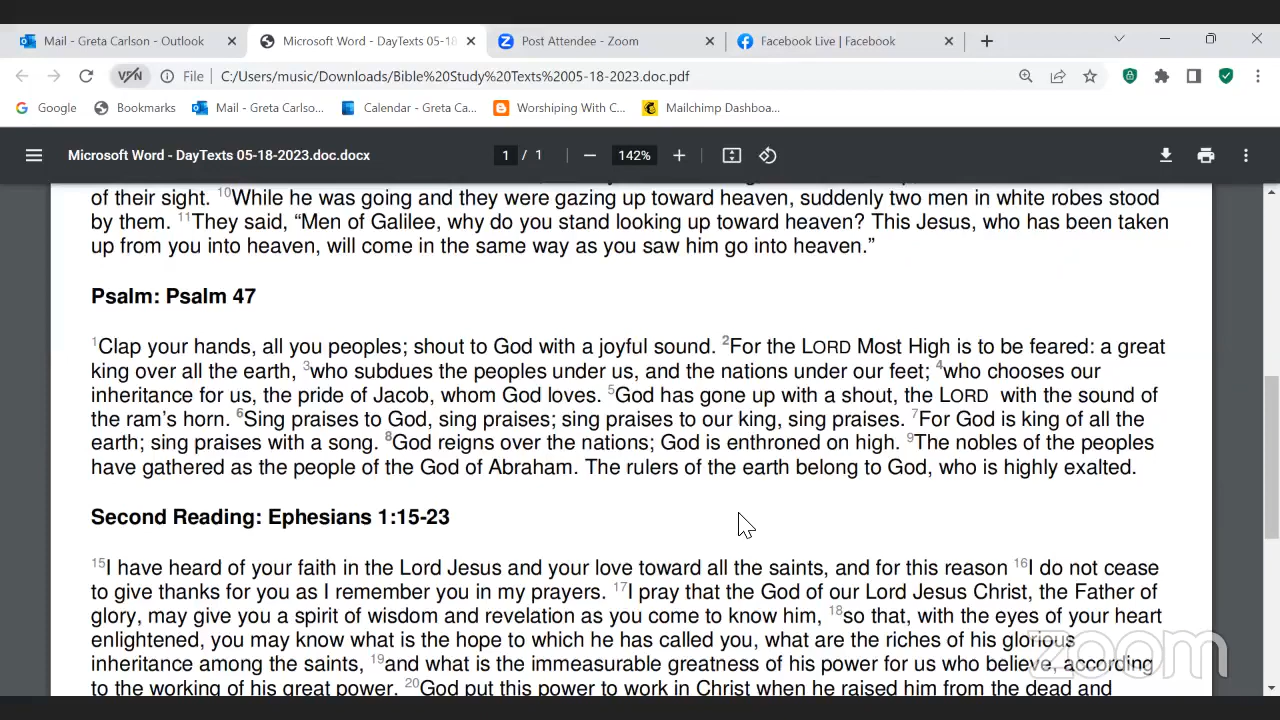 Mail - Greta Carlson - Outlook
Microsoft Word - DayTexts 05-18
Post Attendee - Zoom
Facebook Live | Facebook
VPN
File
C:/Users/music/Downloads/Bible%20Study%20Texts%2005-18-2023.doc.pdf
Google
Bookmarks
Mail - Greta Carlso...
Calendar - Greta Ca...
Worshiping With C...
Mailchimp Dashboa...
Microsoft Word - DayTexts 05-18-2023.doc.docx
1 / 1
142%
of their sight. 10While he was going and they were gazing up toward heaven, suddenly two men in white robes stood
by them. 11They said, “Men of Galilee, why do you stand looking up toward heaven? This Jesus, who has been taken
up from you into heaven, will come in the same way as you saw him go into heaven.”
Psalm: Psalm 47
1Clap your hands, all you peoples; shout to God with a joyful sound. 2For the LORD Most High is to be feared: a great
king over all the earth, 3who subdues the peoples under us, and the nations under our feet; 4who chooses our
inheritance for us, the pride of Jacob, whom God loves. 5God has gone up with a shout, the LORD with the sound of
the ram’s horn. 6Sing praises to God, sing praises; sing praises to our king, sing praises. 7For God is king of all the
earth; sing praises with a song. 8God reigns over the nations; God is enthroned on high. 9The nobles of the peoples
have gathered as the people of the God of Abraham. The rulers of the earth belong to God, who is highly exalted.
Second Reading: Ephesians 1:15-23
15I have heard of your faith in the Lord Jesus and your love toward all the saints, and for this reason 16I do not cease
to give thanks for you as I remember you in my prayers. 17I pray that the God of our Lord Jesus Christ, the Father of
glory, may give you a spirit of wisdom and revelation as you come to know him, 18so that, with the eyes of your heart
enlightened, you may know what is the hope to which he has called you, what are the riches of his glorious
inheritance among the saints, 19and what is the immeasurable greatness of his power for us who believe, according
to the working of his great power. 20God put this power to work in Christ when he raised him from the dead and
zoom